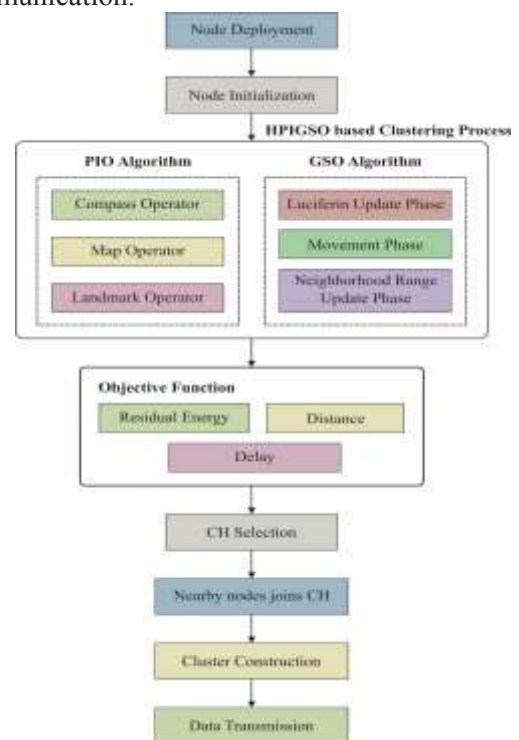 munication.
Node Deployment
Node Initialization
HPIGSO based Clustering Process
PIO Algorithm
Compass Operator
Map Operator
Landmark Operator
GSO Algorithm
Luciferin Update Phase
Movement Phase
Neighborhood Range
Update Phase
Objective Function
Residual Energy
Distance
Delay
CH Selection
Nearby nodes joins CH
Cluster Construction
Data Transmission